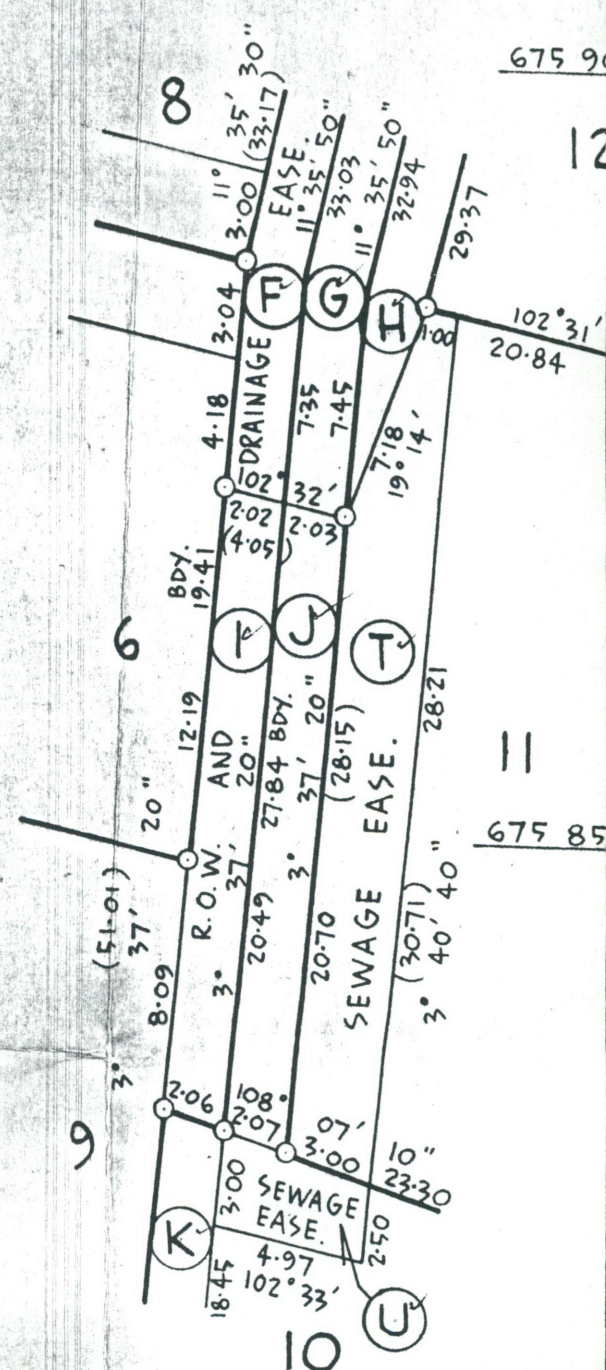 675 90
8
12
11° 35' 30"
3.00 (33.17)
EASE.
11° 35' 50"
33.03
11° 35' 50"
32.94
29.37
F
G
H
1.00
102° 31'
20.84
3.04
4.18
DRAINAGE
7.35
7.45
7.18
19° 14'
102° 32'
2.02
2.03
(4.05)
BDY.
19.41
6
I
J
T
12.19
R.O.W. AND
3° 37' 20"
20.49
27.84 BDY.
3° 37' 20"
20.70
(28.15)
SEWAGE EASE.
28.21
(30.71)
3° 40' 40"
11
675 85
(51.01)
3° 37' 20"
8.09
9
2.06
108° 07' 10"
2.07
3.00
23.30
3.00
SEWAGE
EASE.
2.50
K
18.45
4.97
102° 33'
U
10